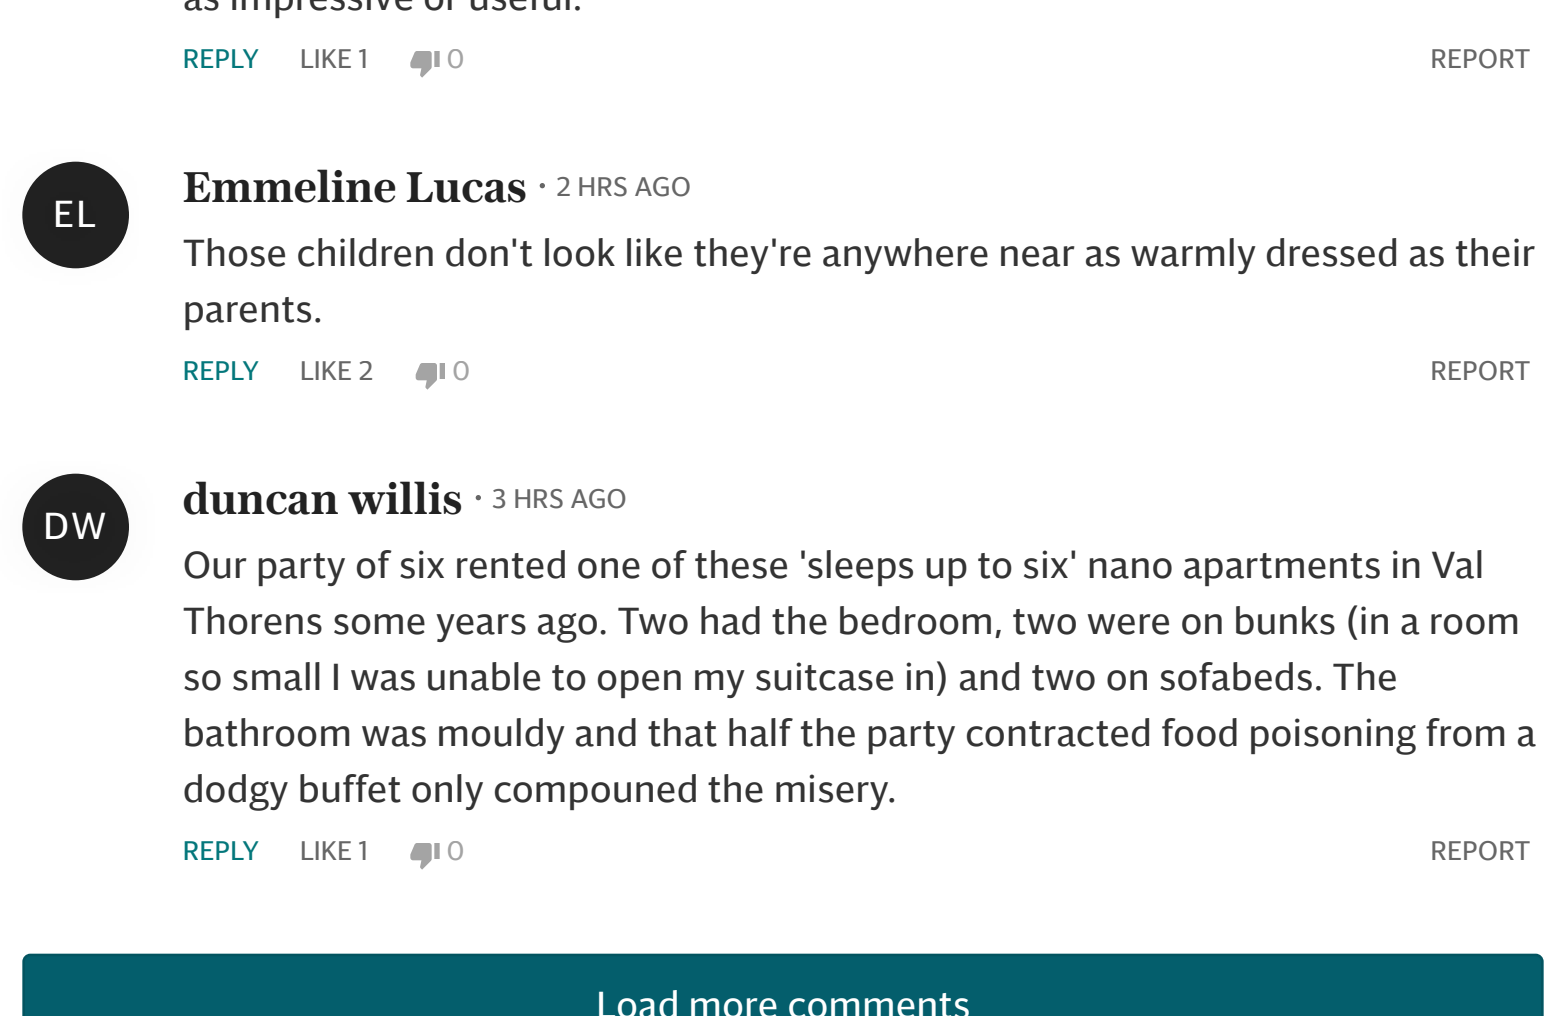 as impressive or useful.
REPLY LIKE 1 0 REPORT
EL
Emmeline Lucas · 2 HRS AGO
Those children don't look like they're anywhere near as warmly dressed as their
parents.
REPLY LIKE 2 0 REPORT
DW
duncan willis · 3 HRS AGO
Our party of six rented one of these 'sleeps up to six' nano apartments in Val
Thorens some years ago. Two had the bedroom, two were on bunks (in a room
so small I was unable to open my suitcase in) and two on sofabeds. The
bathroom was mouldy and that half the party contracted food poisoning from a
dodgy buffet only compouned the misery.
REPLY LIKE 1 0 REPORT
Load more comments